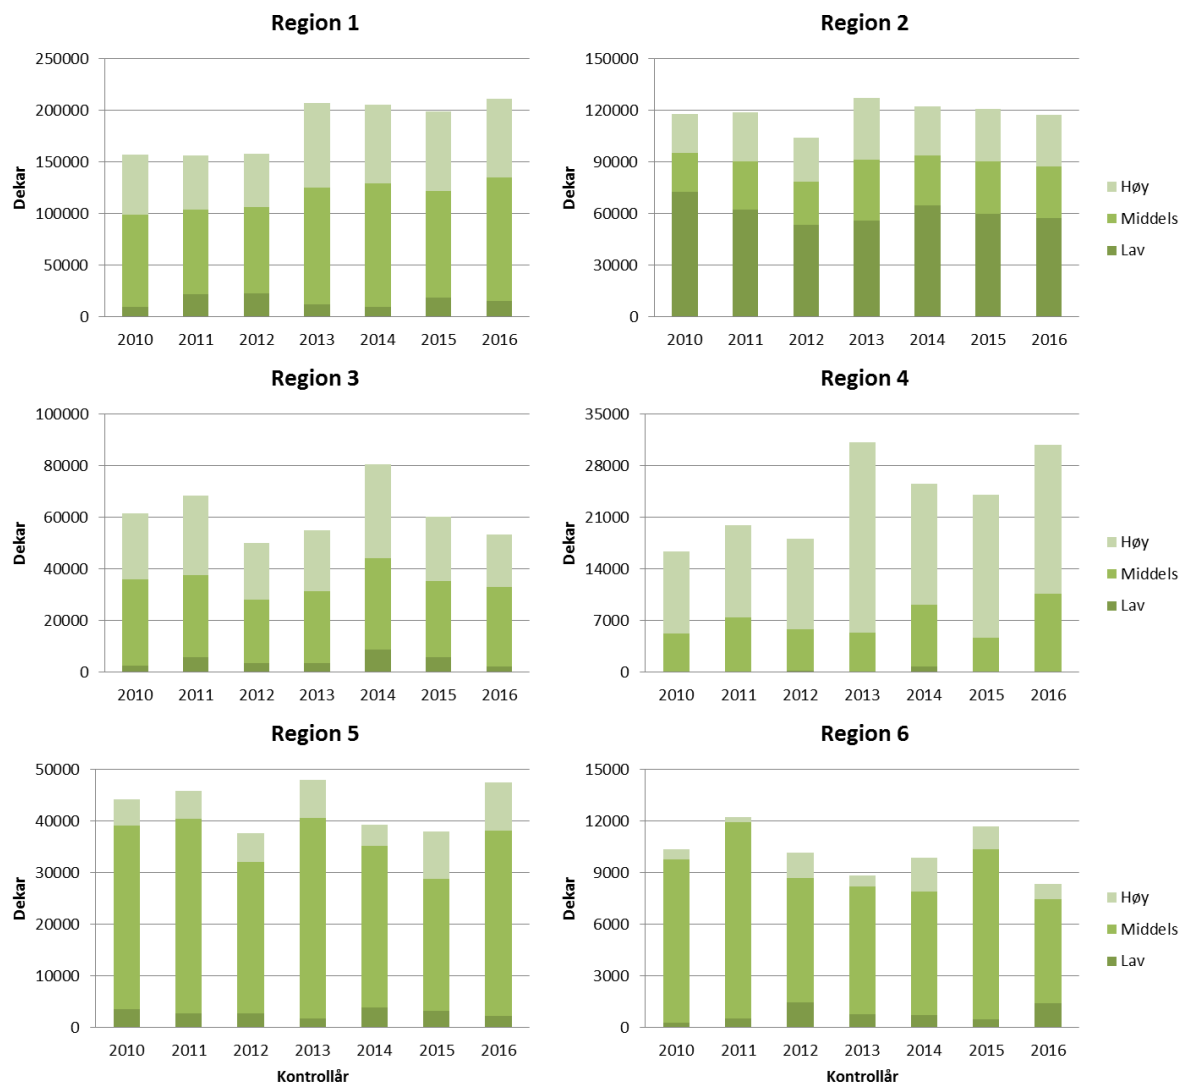 Region 1
Region 2
250000
200000
150000
100000
50000
0
Dekar
2010 2011 2012 2013 2014 2015 2016
150000
120000
90000
60000
30000
0
Dekar
2010 2011 2012 2013 2014 2015 2016
Høy
Middels
Lav
Region 3
Region 4
100000
80000
60000
40000
20000
0
Dekar
2010 2011 2012 2013 2014 2015 2016
35000
28000
21000
14000
7000
0
Dekar
2010 2011 2012 2013 2014 2015 2016
Høy
Middels
Lav
Region 5
Region 6
50000
40000
30000
20000
10000
0
Dekar
2010 2011 2012 2013 2014 2015 2016
Kontrollår
15000
12000
9000
6000
3000
0
Dekar
2010 2011 2012 2013 2014 2015 2016
Kontrollår
Høy
Middels
Lav